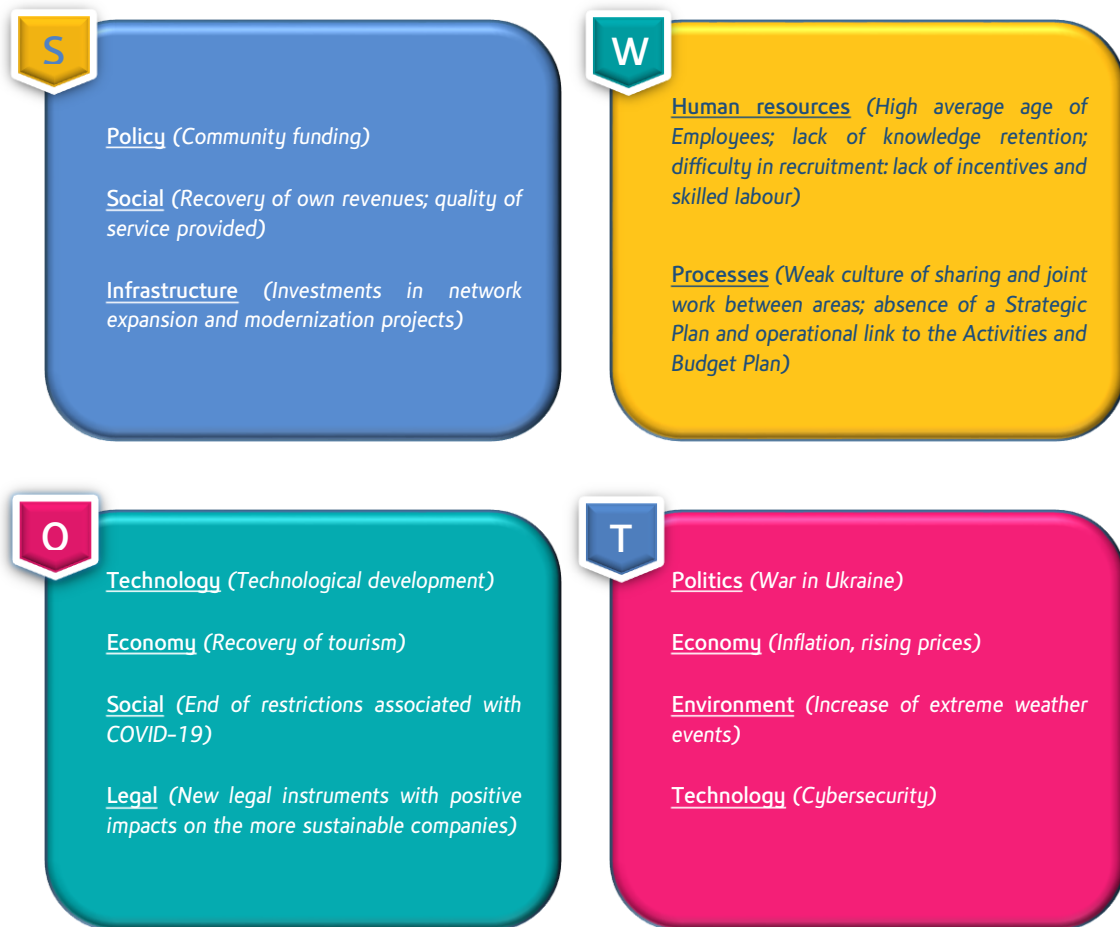 S
Policy (Community funding)
Social (Recovery of own revenues; quality of
service provided)
Infrastructure (Investments in network
expansion and modernization projects)
W
Human resources (High average age of
Employees; lack of knowledge retention;
difficulty in recruitment: lack of incentives and
skilled labour)
Processes (Weak culture of sharing and joint
work between areas; absence of a Strategic
Plan and operational link to the Activities and
Budget Plan)
O
Technology (Technological development)
Economy (Recovery of tourism)
Social (End of restrictions associated with
COVID-19)
Legal (New legal instruments with positive
impacts on the more sustainable companies)
T
Politics (War in Ukraine)
Economy (Inflation, rising prices)
Environment (Increase of extreme weather
events)
Technology (Cybersecurity)